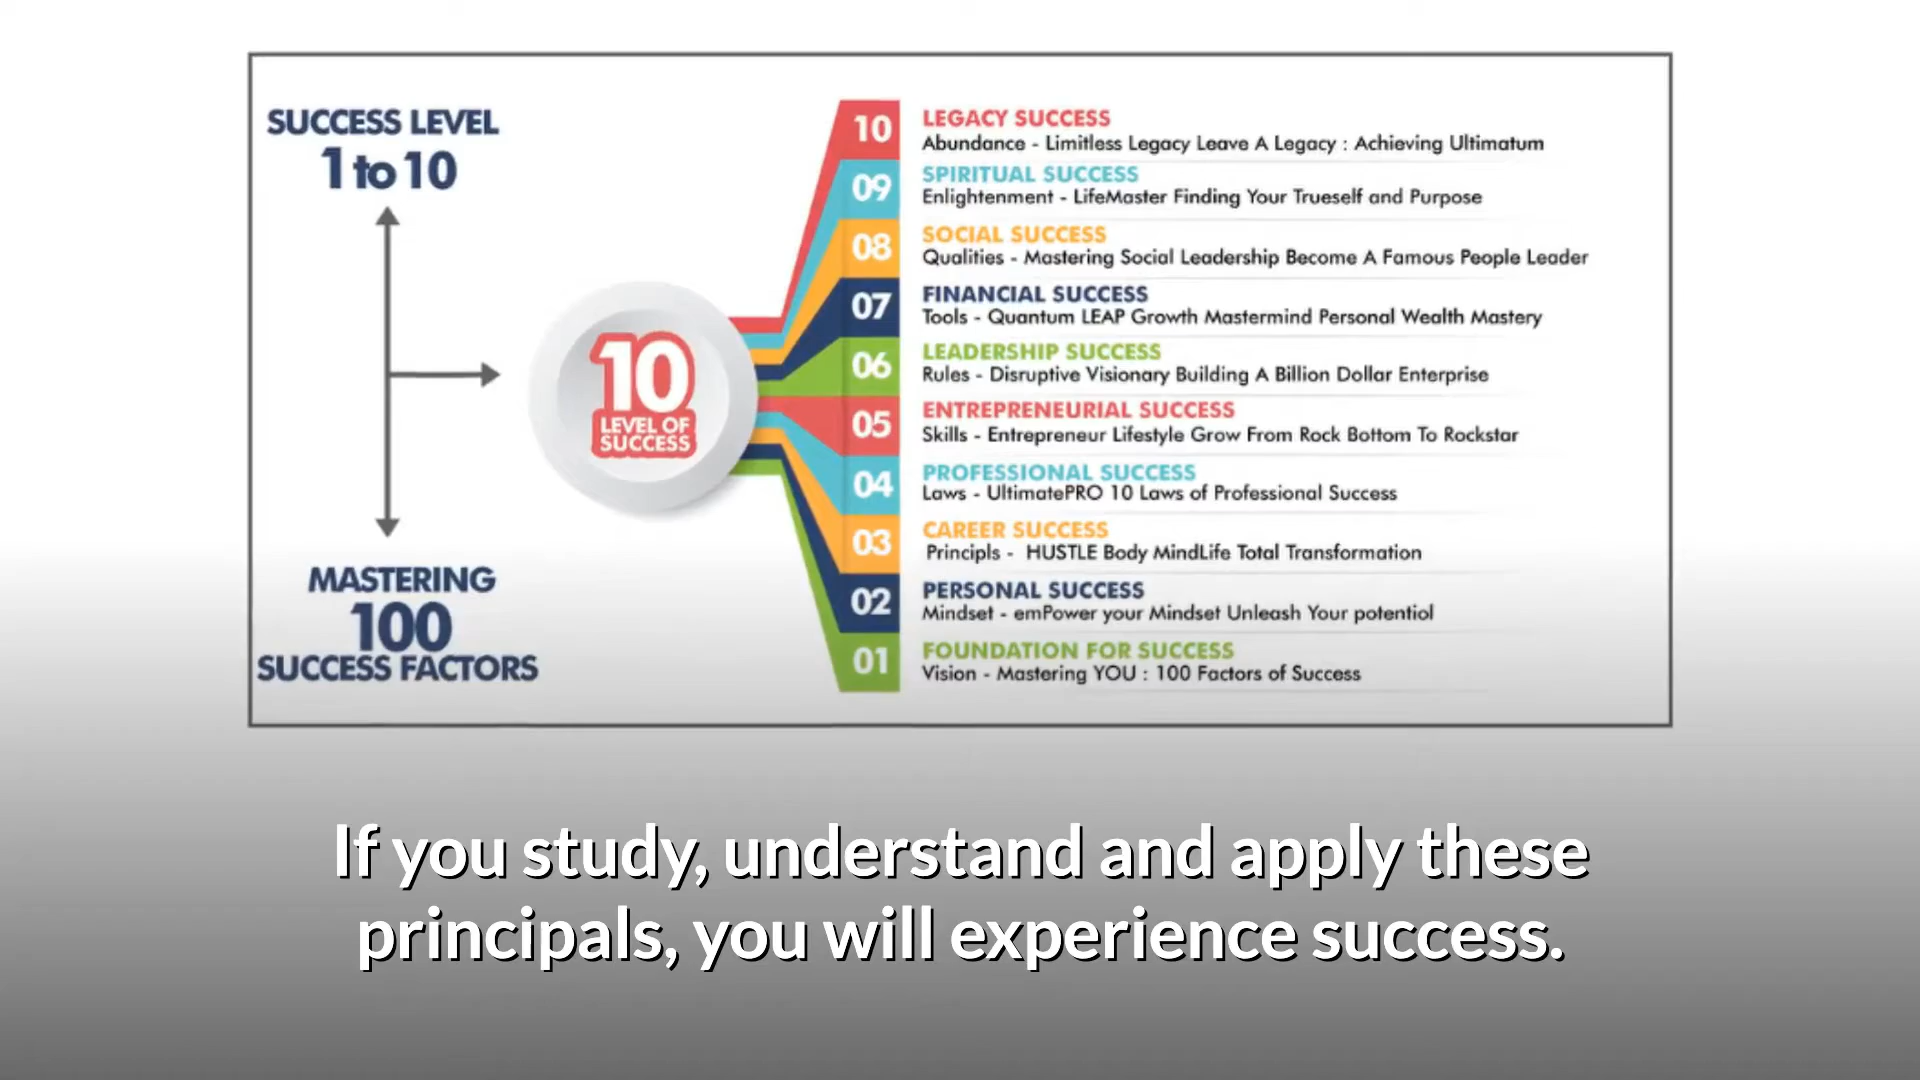 SUCCESS LEVEL
1 to 10
MASTERING
100
SUCCESS FACTORS
10
LEVEL OF
SUCCESS
10 LEGACY SUCCESS
Abundance - Limitless Legacy Leave A Legacy : Achieving Ultimatum
09 SPIRITUAL SUCCESS
Enlightenment - LifeMaster Finding Your Trueself and Purpose
08 SOCIAL SUCCESS
Qualities - Mastering Social Leadership Become A Famous People Leader
07 FINANCIAL SUCCESS
Tools - Quantum LEAP Growth Mastermind Personal Wealth Mastery
06 LEADERSHIP SUCCESS
Rules - Disruptive Visionary Building A Billion Dollar Enterprise
05 ENTREPRENEURIAL SUCCESS
Skills - Entrepreneur Lifestyle Grow From Rock Bottom To Rockstar
04 PROFESSIONAL SUCCESS
Laws - UltimatePRO 10 Laws of Professional Success
03 CAREER SUCCESS
Principls - HUSTLE Body MindLife Total Transformation
02 PERSONAL SUCCESS
Mindset - emPower your Mindset Unleash Your potentiol
01 FOUNDATION FOR SUCCESS
Vision - Mastering YOU : 100 Factors of Success
If you study, understand and apply these
principals, you will experience success.